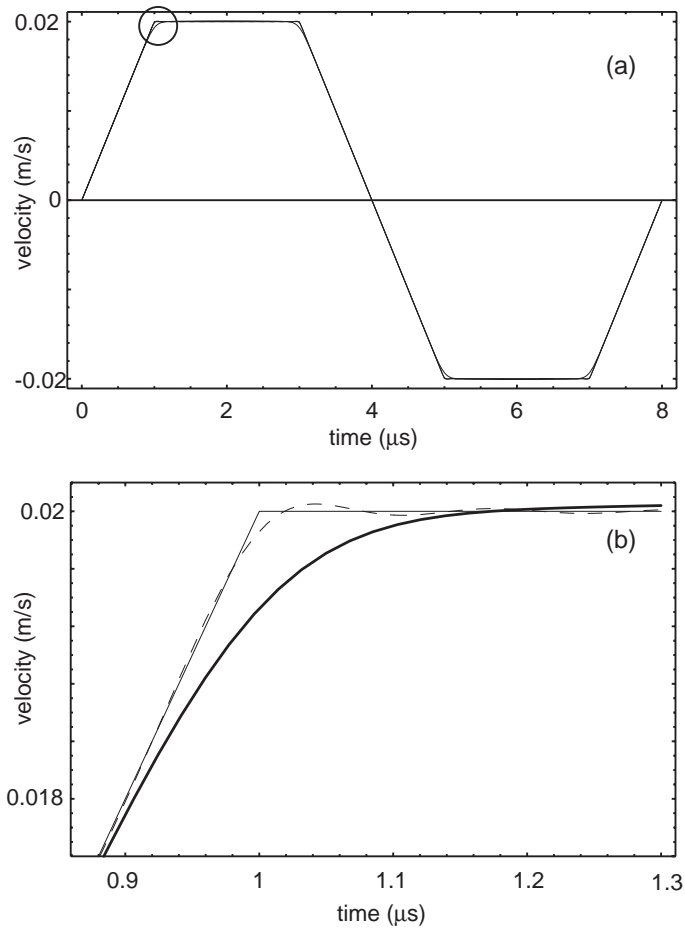 0.02
(a)
velocity (m/s)
0
-0.02
0 2 4 6 8
time (μs)
0.02
(b)
velocity (m/s)
0.018
0.9 1 1.1 1.2 1.3
time (μs)